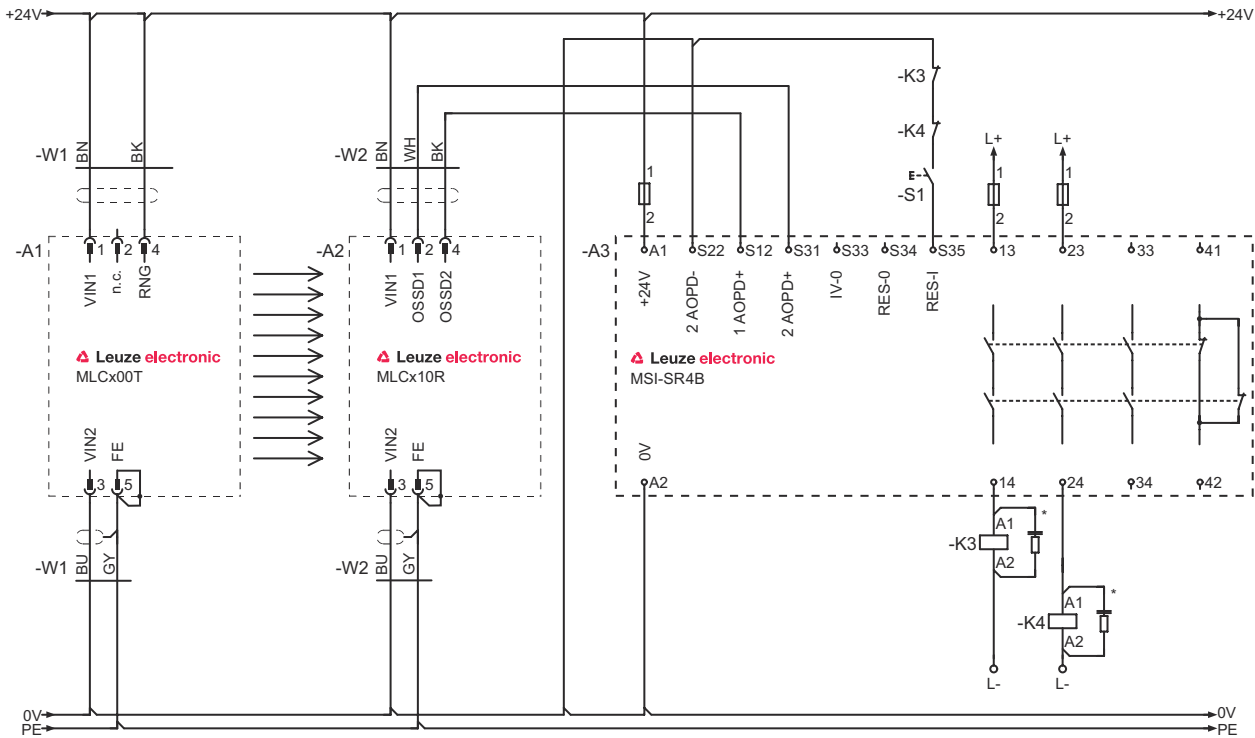 +24V
+24V
-K3
-K4
L+
L+
-W1
BN
BK
-W2
BN
WH
BK
1
1
1
E
-S1
2
2
2
-A1
1
2
4
-A2
1
2
4
-A3
A1
S22
S12
S31
S33
S34
S35
13
23
33
41
VIN1
n.c.
RNG
VIN1
OSSD1
OSSD2
+24V
2 AOPD-
1 AOPD+
2 AOPD+
IV-0
RES-0
RES-I
Leuze electronic
MLCx00T
Leuze electronic
MLCx10R
Leuze electronic
MSI-SR4B
VIN2
FE
VIN2
FE
0V
3
5
3
5
A2
14
24
34
42
-K3
A1
*
A2
-W1
BU
GY
-W2
BU
GY
-K4
A1
*
A2
L-
L-
0V
0V
PE
PE